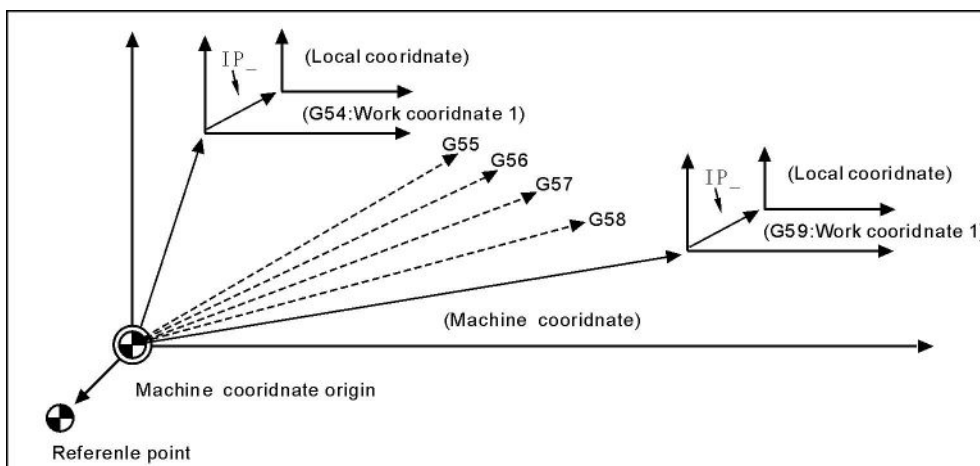 IP_
(Local cooridnate)
(G54:Work cooridnate 1)
G55
G56
G57
G58
IP_
(Local cooridnate)
(G59:Work cooridnate 1)
(Machine cooridnate)
Machine cooridnate origin
Referenle point